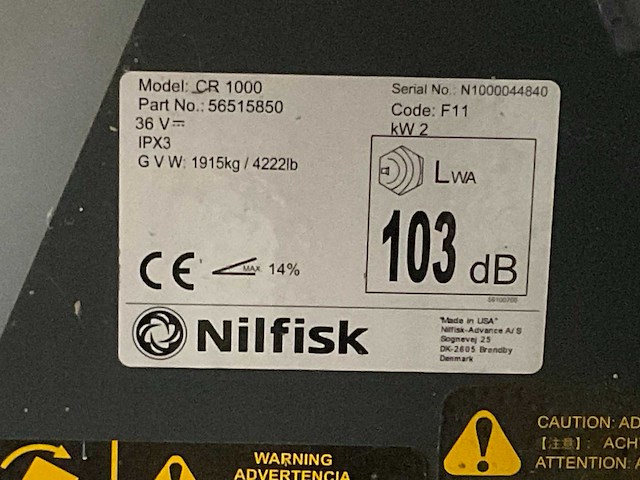 Model: CR 1000
Part No.: 56515850
36 V
IPX3
G V W: 1915kg / 4222lb
Serial No.: N1000044840
Code: F11
kW 2
LWA
103 dB
CE
MAX. 14%
Nilfisk
"Made in USA"
Nilfisk-Advance A/S
Sognevej 25
DK-2605 Brøndby
Denmark
WARNING
ADVERTENCIA
CAUTION: AD
【注意】: ACH
ATTENTION: A